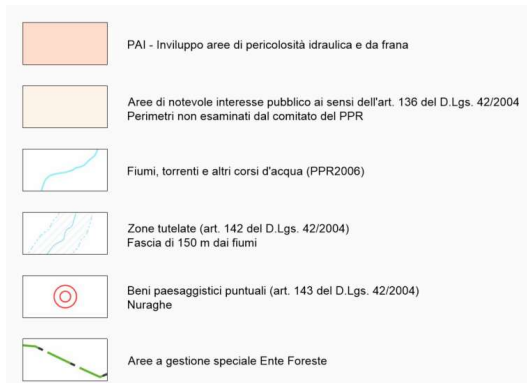 PAI - Inviluppo aree di pericolosità idraulica e da frana
Aree di notevole interesse pubblico ai sensi dell'art. 136 del D.Lgs. 42/2004
Perimetri non esaminati dal comitato del PPR
Fiumi, torrenti e altri corsi d'acqua (PPR2006)
Zone tutelate (art. 142 del D.Lgs. 42/2004)
Fascia di 150 m dai fiumi
Beni paesaggistici puntuali (art. 143 del D.Lgs. 42/2004)
Nuraghe
Aree a gestione speciale Ente Foreste